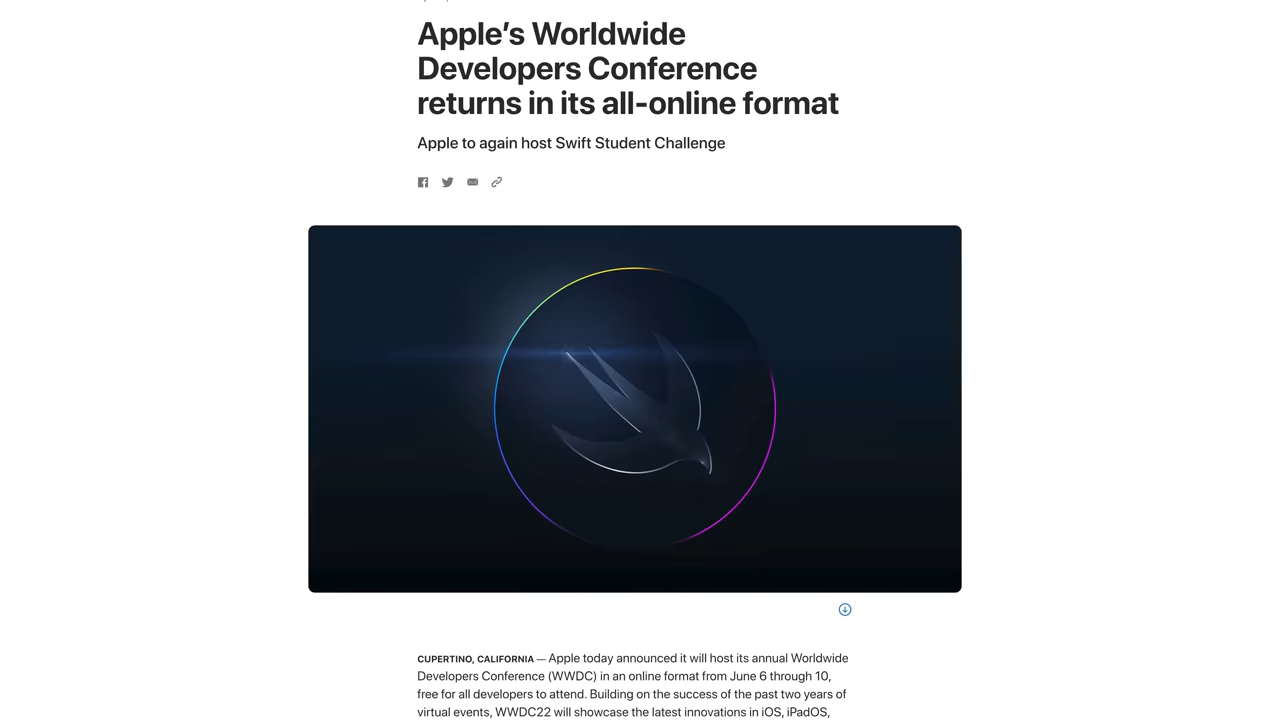 Apple’s Worldwide
Developers Conference
returns in its all-online format
Apple to again host Swift Student Challenge
CUPERTINO, CALIFORNIA — Apple today announced it will host its annual Worldwide
Developers Conference (WWDC) in an online format from June 6 through 10,
free for all developers to attend. Building on the success of the past two years of
virtual events, WWDC22 will showcase the latest innovations in iOS, iPadOS,